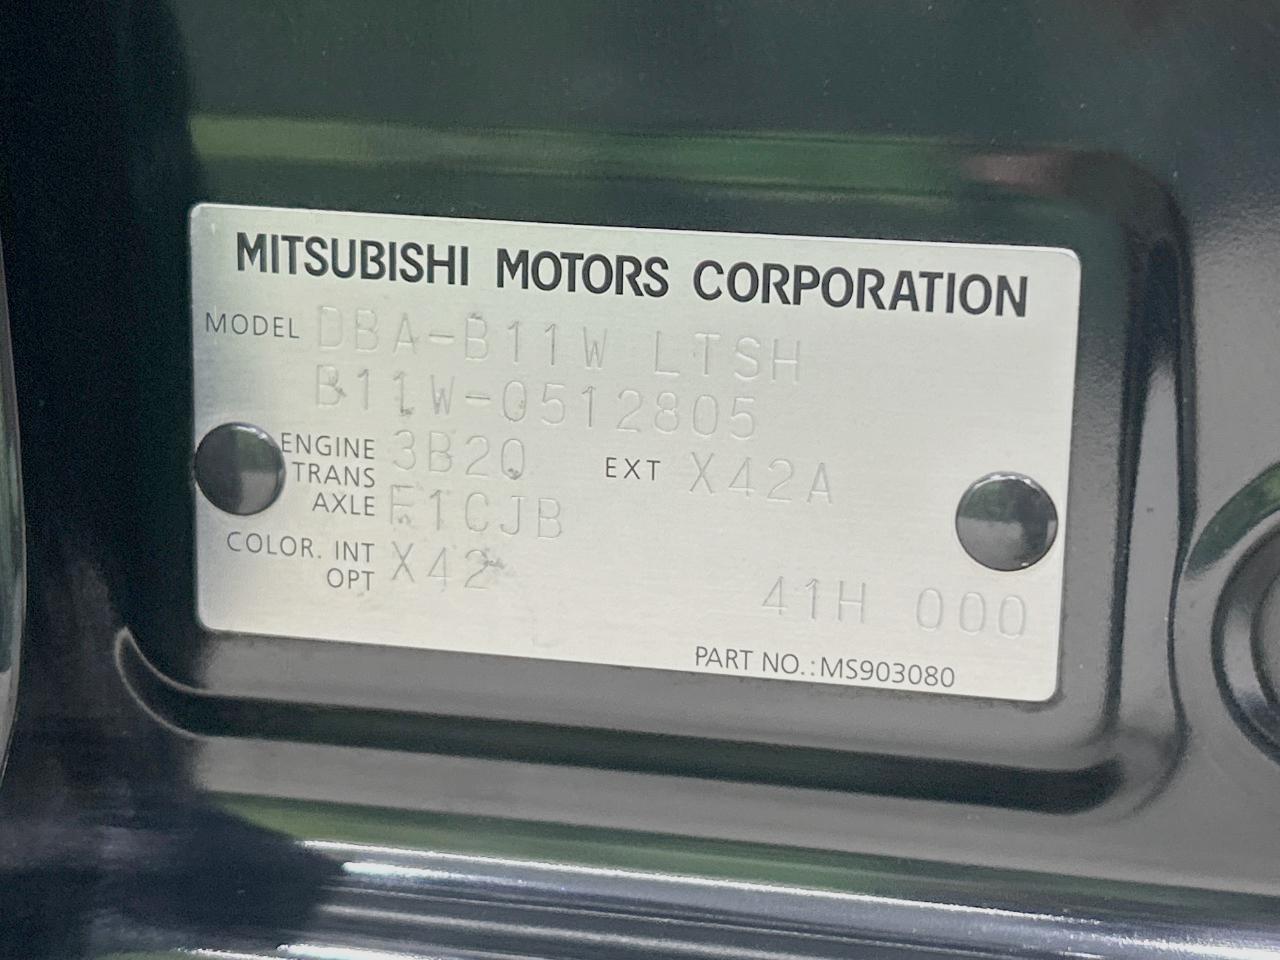 MITSUBISHI MOTORS CORPORATION
MODEL DBA-B11W LTSH
B11W-0512805
ENGINE 3B20 EXT X42A
TRANS
AXLE F1CJB
COLOR. INT X42
OPT 41H 000
PART NO.:MS903080